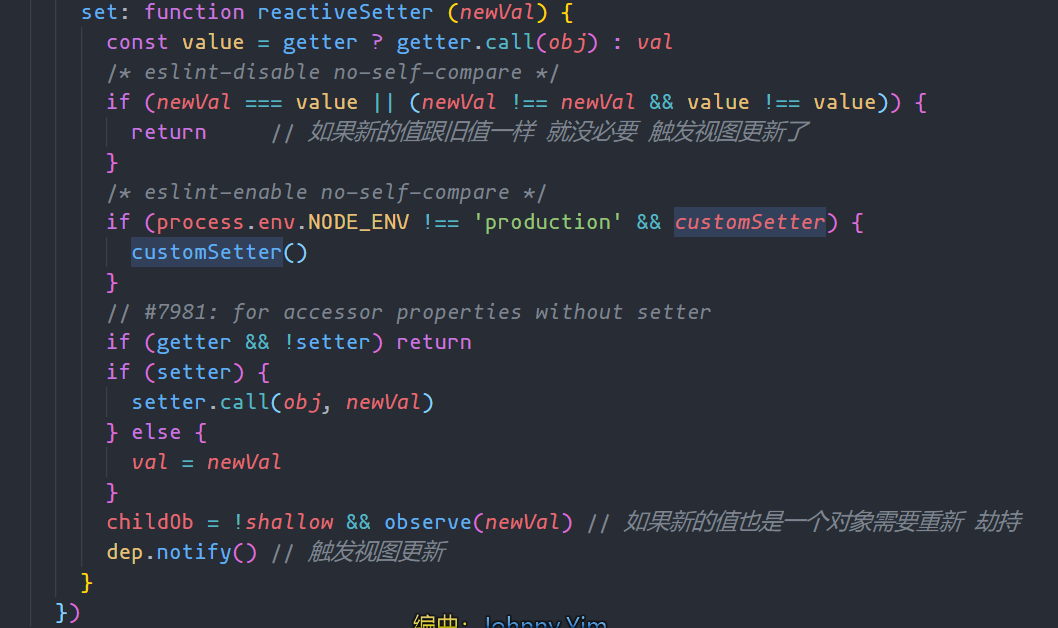 set: function reactiveSetter (newVal) {
const value = getter ? getter.call(obj) : val
/* eslint-disable no-self-compare */
if (newVal === value || (newVal !== newVal && value !== value)) {
return // 如果新的值跟旧值一样 就没必要 触发视图更新了
}
/* eslint-enable no-self-compare */
if (process.env.NODE_ENV !== 'production' && customSetter) {
customSetter()
}
// #7981: for accessor properties without setter
if (getter && !setter) return
if (setter) {
setter.call(obj, newVal)
} else {
val = newVal
}
childOb = !shallow && observe(newVal) // 如果新的值也是一个对象需要重新 劫持
dep.notify() // 触发视图更新
}
})
编曲: Johnny Yim